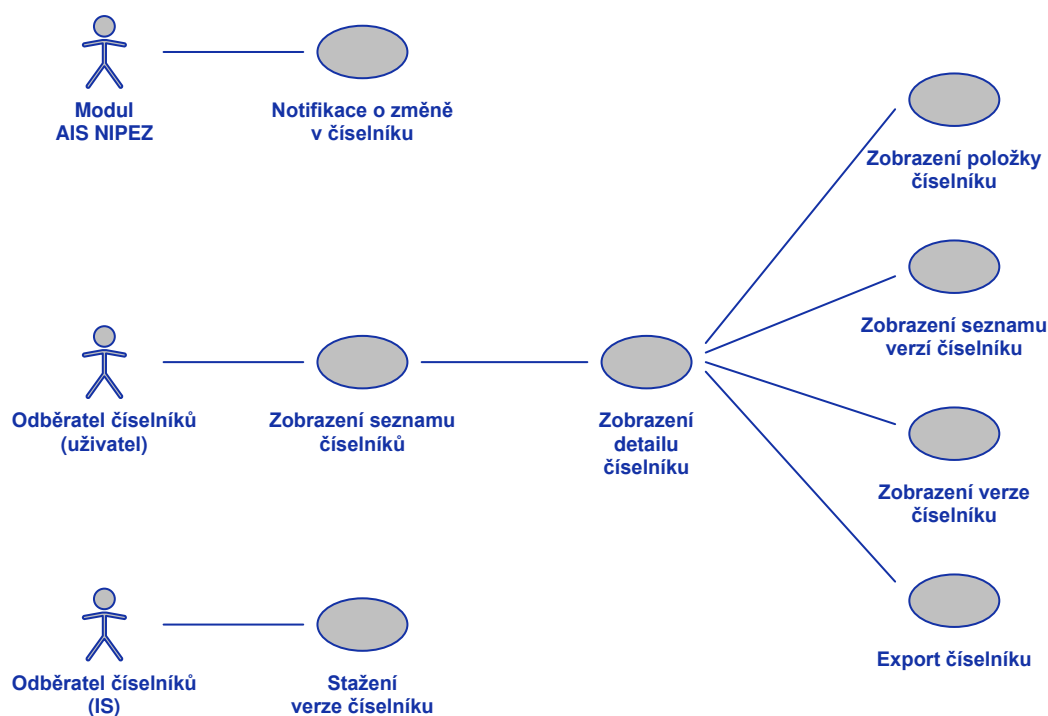 Modul
AIS NIPEZ
Notifikace o změně
v číselníku
Zobrazení položky
číselníku
Zobrazení seznamu
verzí číselníku
Odběratel číselníků
(uživatel)
Zobrazení seznamu
číselníků
Zobrazení
detailu
číselníku
Zobrazení verze
číselníku
Export číselníku
Odběratel číselníků
(IS)
Stažení
verze číselníku